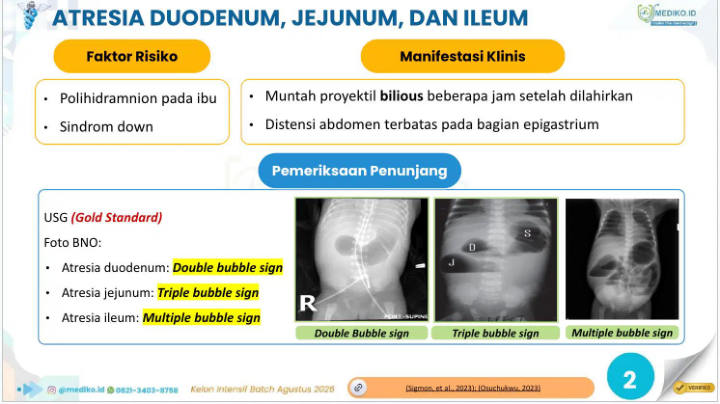 ATRESIA DUODENUM, JEJUNUM, DAN ILEUM
MEDIKO.ID
Faktor Risiko
Manifestasi Klinis
• Polihidramnion pada ibu
• Sindrom down
• Muntah proyektil bilious beberapa jam setelah dilahirkan
• Distensi abdomen terbatas pada bagian epigastrium
Pemeriksaan Penunjang
USG (Gold Standard)
Foto BNO:
• Atresia duodenum: Double bubble sign
• Atresia jejunum: Triple bubble sign
• Atresia ileum: Multiple bubble sign
R
D
S
J
Double Bubble sign
Triple bubble sign
Multiple bubble sign
@mediko.id 0821-3403-8758
Kelon Intensif Batch Agustus 2026
(Sigmon, et al., 2023); (Osuchukwu, 2023)
2
VERIFIED